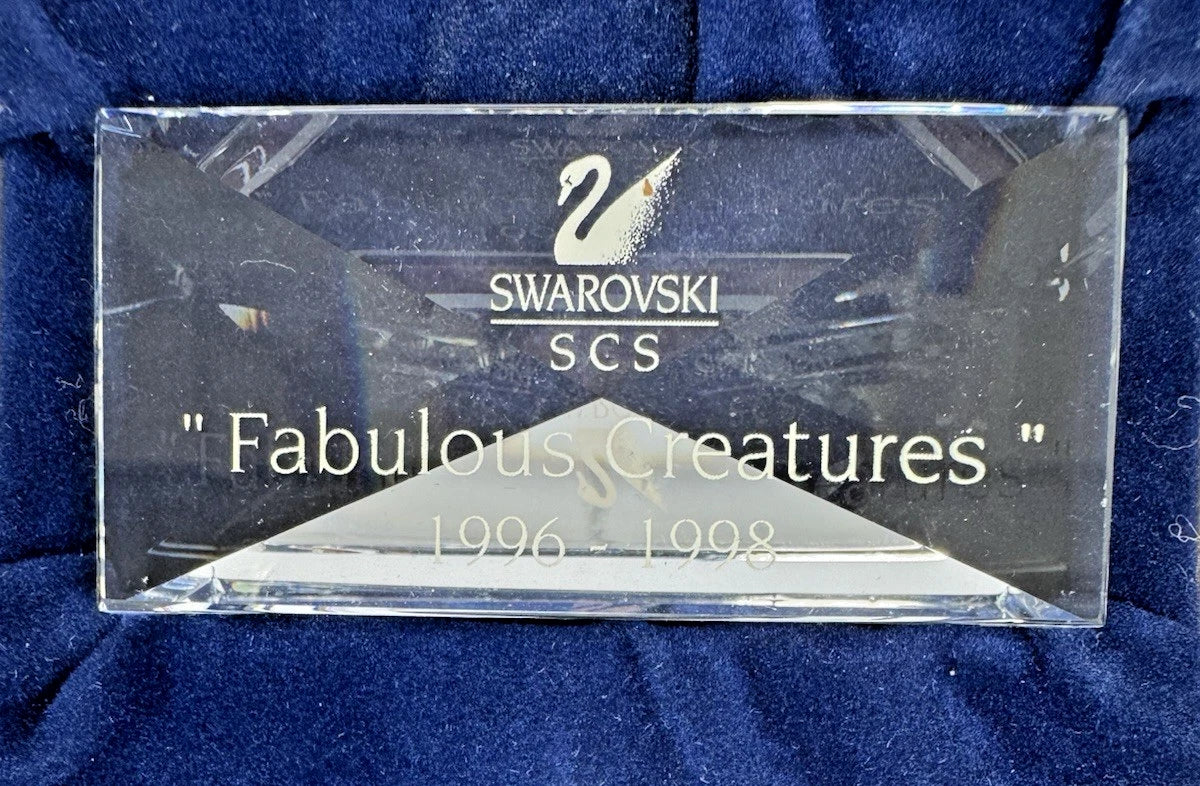 SWAROVSKI
SCS
" Fabulous Creatures "
1996 - 1998